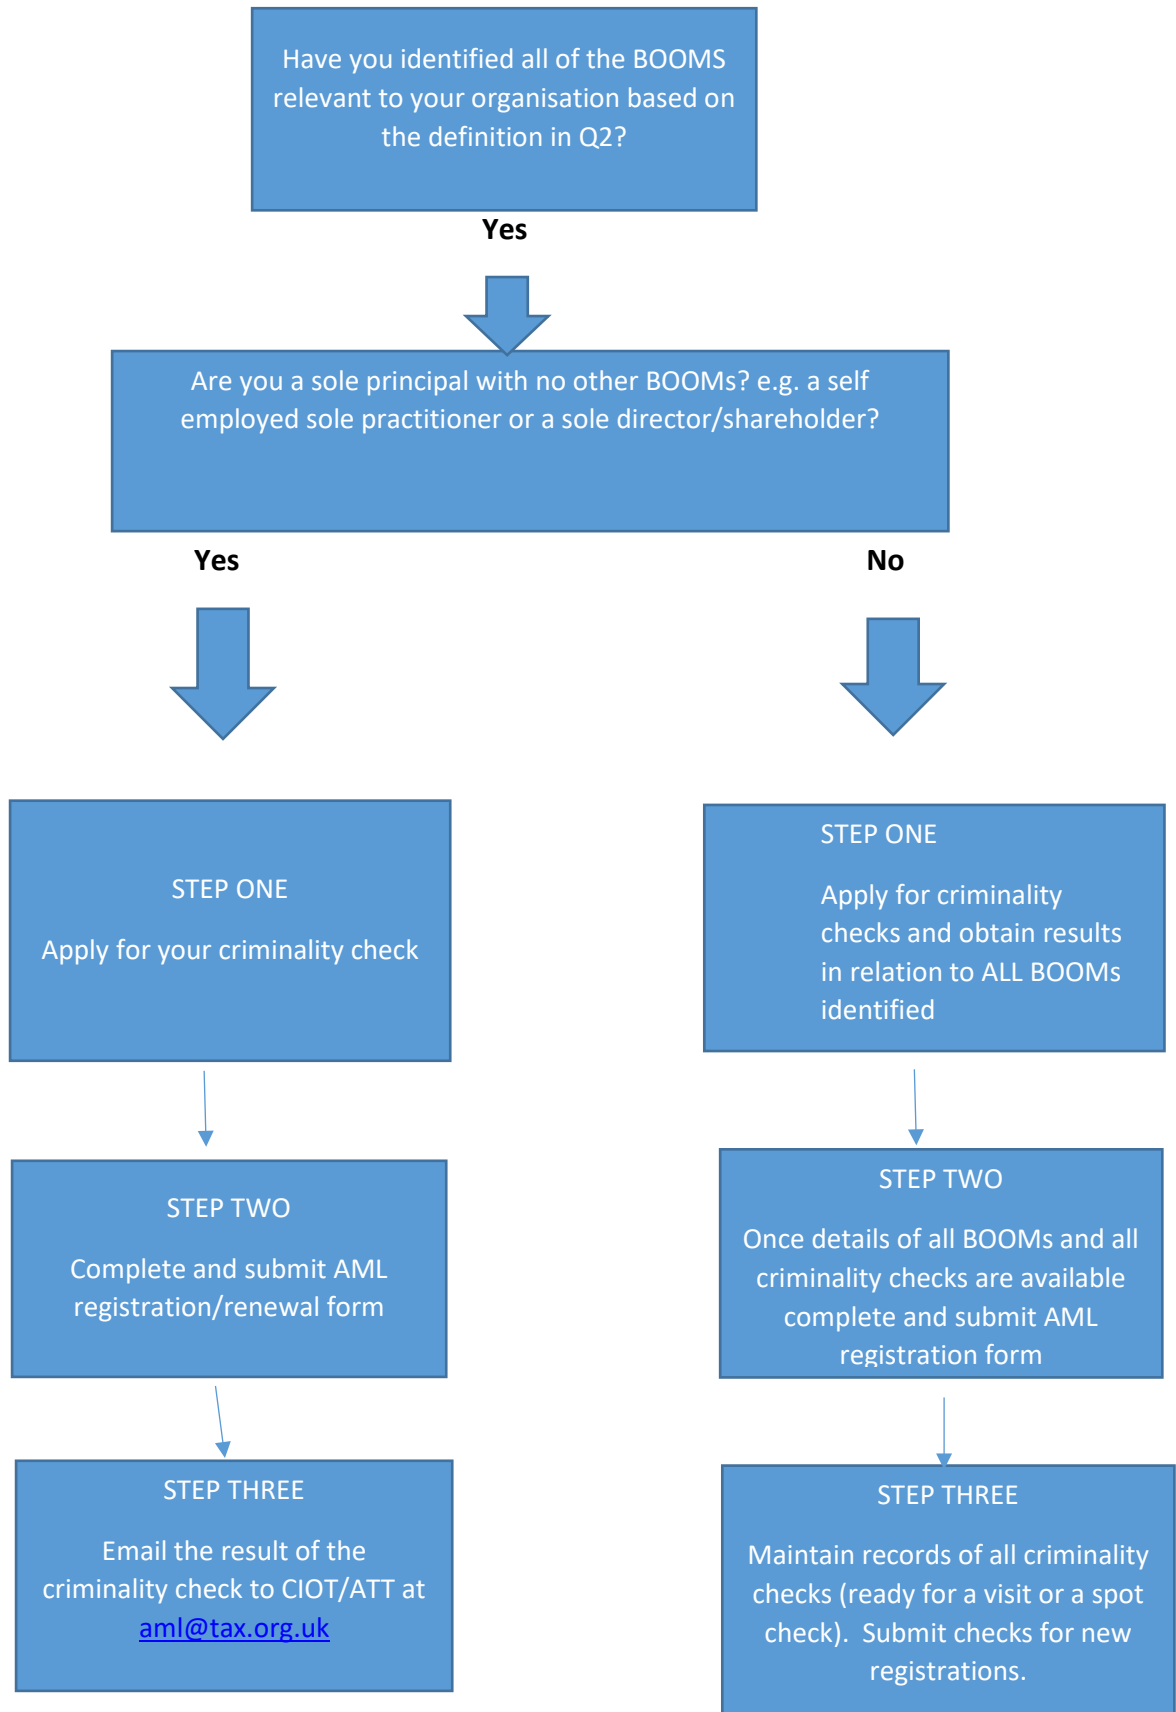 Have you identified all of the BOOMS
relevant to your organisation based on
the definition in Q2?
Yes
Are you a sole principal with no other BOOMs? e.g. a self
employed sole practitioner or a sole director/shareholder?
Yes
No
STEP ONE
Apply for your criminality check
STEP TWO
Complete and submit AML
registration/renewal form
STEP THREE
Email the result of the
criminality check to CIOT/ATT at
aml@tax.org.uk
STEP ONE
Apply for criminality
checks and obtain results
in relation to ALL BOOMs
identified
STEP TWO
Once details of all BOOMs and all
criminality checks are available
complete and submit AML
registration form
STEP THREE
Maintain records of all criminality
checks (ready for a visit or a spot
check).  Submit checks for new
registrations.